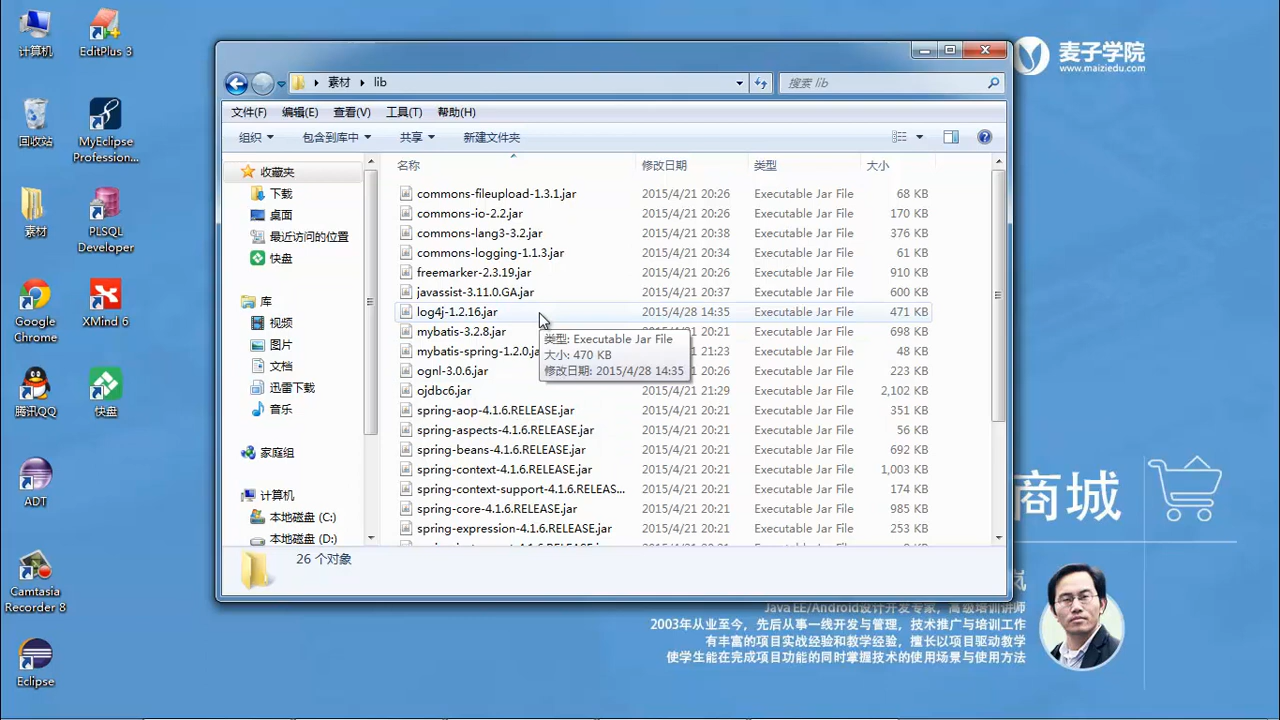 计算机
EditPlus 3
回收站
MyEclipse
Profession...
素材
PLSQL
Developer
Google
Chrome
XMind 6
腾讯QQ
快盘
ADT
Camtasia
Recorder 8
Eclipse
麦子学院
www.maiziedu.com
素材 lib
搜索 lib
文件(F) 编辑(E) 查看(V) 工具(T) 帮助(H)
组织 包含到库中 共享 新建文件夹
收藏夹
下载
桌面
最近访问的位置
快盘
库
视频
图片
文档
迅雷下载
音乐
家庭组
计算机
本地磁盘 (C:)
本地磁盘 (D:)
名称 修改日期 类型 大小
commons-fileupload-1.3.1.jar 2015/4/21 20:26 Executable Jar File 68 KB
commons-io-2.2.jar 2015/4/21 20:26 Executable Jar File 170 KB
commons-lang3-3.2.jar 2015/4/21 20:38 Executable Jar File 376 KB
commons-logging-1.1.3.jar 2015/4/21 20:34 Executable Jar File 61 KB
freemarker-2.3.19.jar 2015/4/21 20:26 Executable Jar File 910 KB
javassist-3.11.0.GA.jar 2015/4/21 20:37 Executable Jar File 600 KB
log4j-1.2.16.jar 2015/4/28 14:35 Executable Jar File 471 KB
mybatis-3.2.8.jar 21 20:31 Executable Jar File 698 KB
mybatis-spring-1.2.0.ja 21:23 Executable Jar File 48 KB
ognl-3.0.6.jar 20:26 Executable Jar File 223 KB
ojdbc6.jar 2015/4/21 21:29 Executable Jar File 2,102 KB
spring-aop-4.1.6.RELEASE.jar 2015/4/21 20:21 Executable Jar File 351 KB
spring-aspects-4.1.6.RELEASE.jar 2015/4/21 20:21 Executable Jar File 56 KB
spring-beans-4.1.6.RELEASE.jar 2015/4/21 20:21 Executable Jar File 692 KB
spring-context-4.1.6.RELEASE.jar 2015/4/21 20:21 Executable Jar File 1,003 KB
spring-context-support-4.1.6.RELEAS... 2015/4/21 20:21 Executable Jar File 174 KB
spring-core-4.1.6.RELEASE.jar 2015/4/21 20:21 Executable Jar File 985 KB
spring-expression-4.1.6.RELEASE.jar 2015/4/21 20:21 Executable Jar File 253 KB
类型: Executable Jar File
大小: 470 KB
修改日期: 2015/4/28 14:35
26 个对象
商城
岚
Java EE/Android设计开发专家，高级培训讲师
2003年从业至今，先后从事一线开发与管理，技术推广与培训工作
有丰富的项目实战经验和教学经验，擅长以项目驱动教学
使学生能在完成项目功能的同时掌握技术的使用场景与使用方法